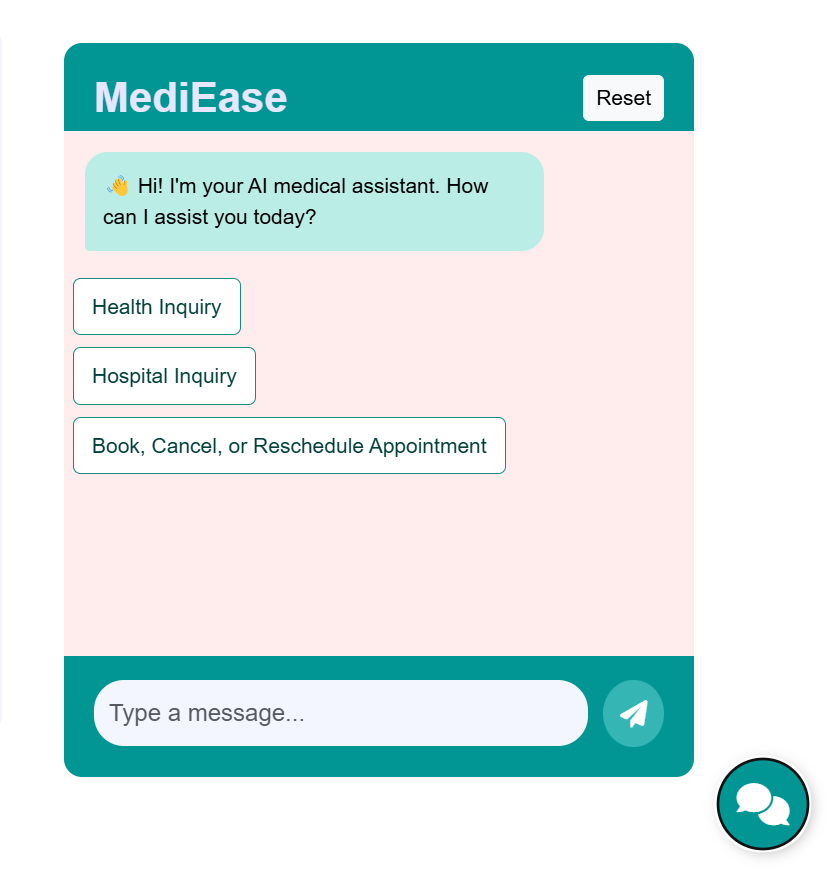 MediEase
Reset
👋 Hi! I'm your AI medical assistant. How
can I assist you today?
Health Inquiry
Hospital Inquiry
Book, Cancel, or Reschedule Appointment
Type a message...